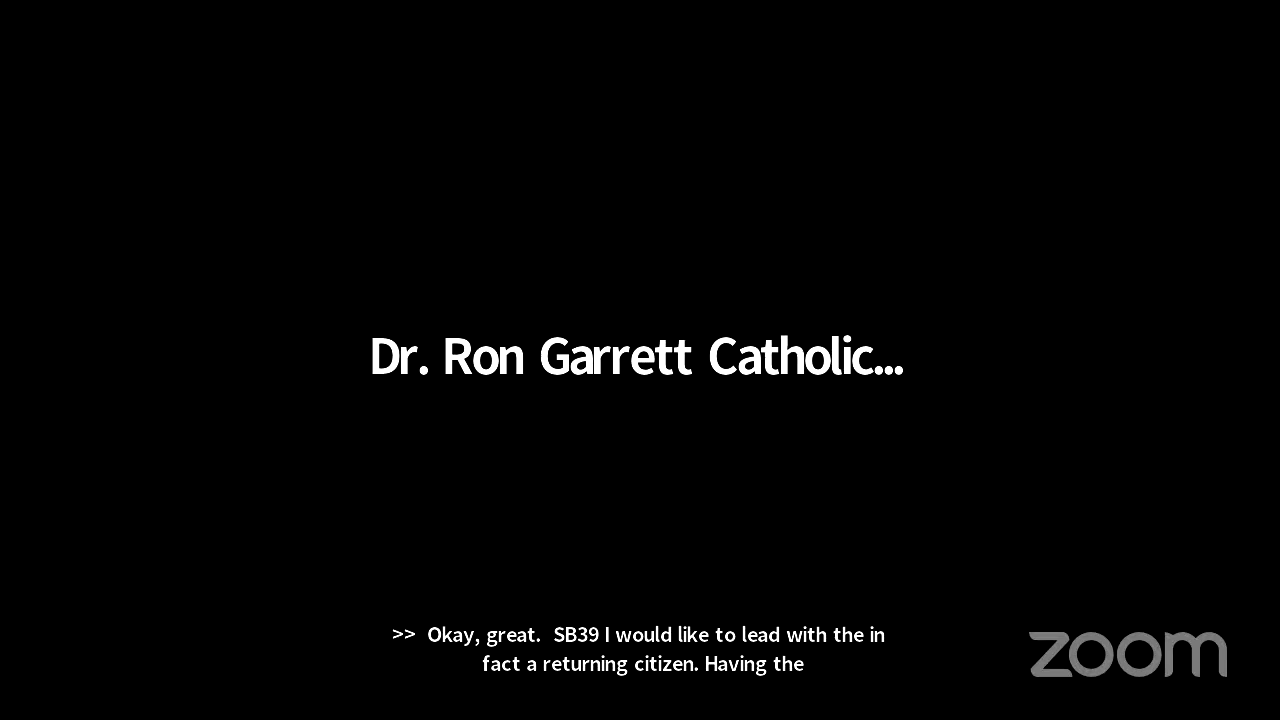 Dr. Ron Garrett Catholic...
>> Okay, great. SB39 I would like to lead with the in
fact a returning citizen. Having the
zoom